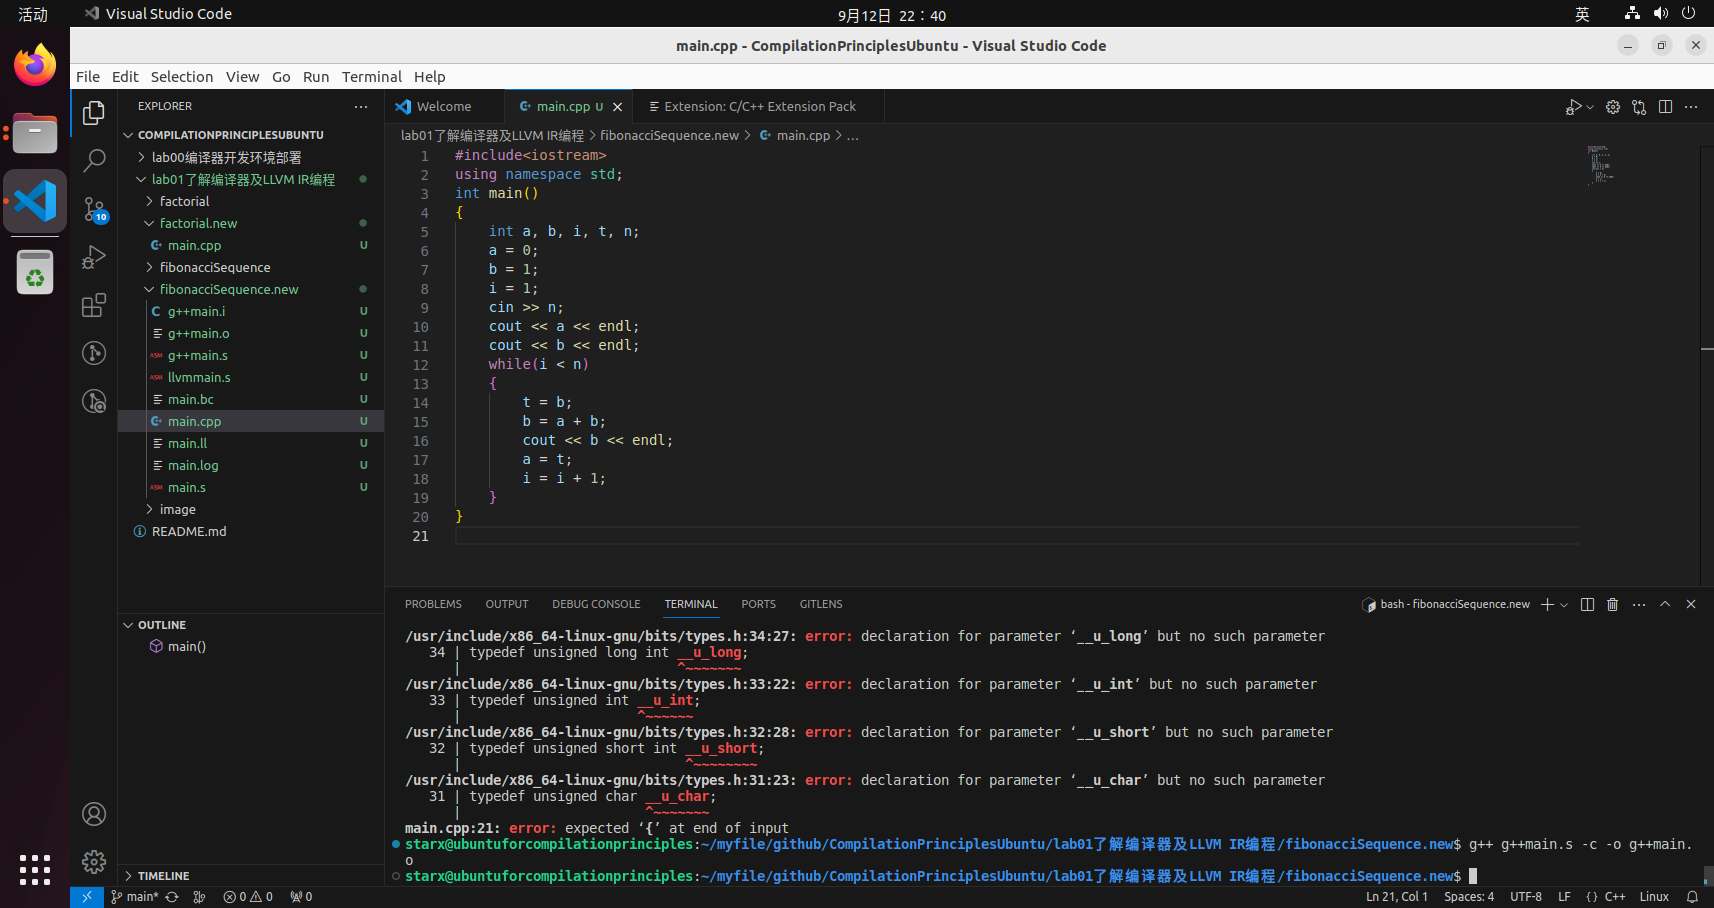 活动
Visual Studio Code
9月12日 22：40
英
main.cpp - CompilationPrinciplesUbuntu - Visual Studio Code
File Edit Selection View Go Run Terminal Help
EXPLORER
COMPILATIONPRINCIPLESUBUNTU
lab00编译器开发环境部署
lab01了解编译器及LLVM IR编程
factorial
factorial.new
main.cpp U
fibonacciSequence
fibonacciSequence.new
g++main.i U
g++main.o U
g++main.s U
llvmmain.s U
main.bc U
main.cpp U
main.ll U
main.log U
main.s U
image
README.md
10
OUTLINE
main()
TIMELINE
Welcome
main.cpp U
Extension: C/C++ Extension Pack
lab01了解编译器及LLVM IR编程 > fibonacciSequence.new > main.cpp > ...
1 #include<iostream>
2 using namespace std;
3 int main()
4 {
5 int a, b, i, t, n;
6 a = 0;
7 b = 1;
8 i = 1;
9 cin >> n;
10 cout << a << endl;
11 cout << b << endl;
12 while(i < n)
13 {
14 t = b;
15 b = a + b;
16 cout << b << endl;
17 a = t;
18 i = i + 1;
19 }
20 }
21
PROBLEMS OUTPUT DEBUG CONSOLE TERMINAL PORTS GITLENS
bash - fibonacciSequence.new
/usr/include/x86_64-linux-gnu/bits/types.h:34:27: error: declaration for parameter ‘__u_long’ but no such parameter
34 | typedef unsigned long int __u_long;
| ^~~~~~~~
/usr/include/x86_64-linux-gnu/bits/types.h:33:22: error: declaration for parameter ‘__u_int’ but no such parameter
33 | typedef unsigned int __u_int;
| ^~~~~~~
/usr/include/x86_64-linux-gnu/bits/types.h:32:28: error: declaration for parameter ‘__u_short’ but no such parameter
32 | typedef unsigned short int __u_short;
| ^~~~~~~~~
/usr/include/x86_64-linux-gnu/bits/types.h:31:23: error: declaration for parameter ‘__u_char’ but no such parameter
31 | typedef unsigned char __u_char;
| ^~~~~~~~
main.cpp:21: error: expected ‘{’ at end of input
starx@ubuntuforcompilationprinciples:~/myfile/github/CompilationPrinciplesUbuntu/lab01了解编译器及LLVM IR编程/fibonacciSequence.new$ g++ g++main.s -c -o g++main.
o
starx@ubuntuforcompilationprinciples:~/myfile/github/CompilationPrinciplesUbuntu/lab01了解编译器及LLVM IR编程/fibonacciSequence.new$
main* 0 0 0
Ln 21, Col 1 Spaces: 4 UTF-8 LF {} C++ Linux